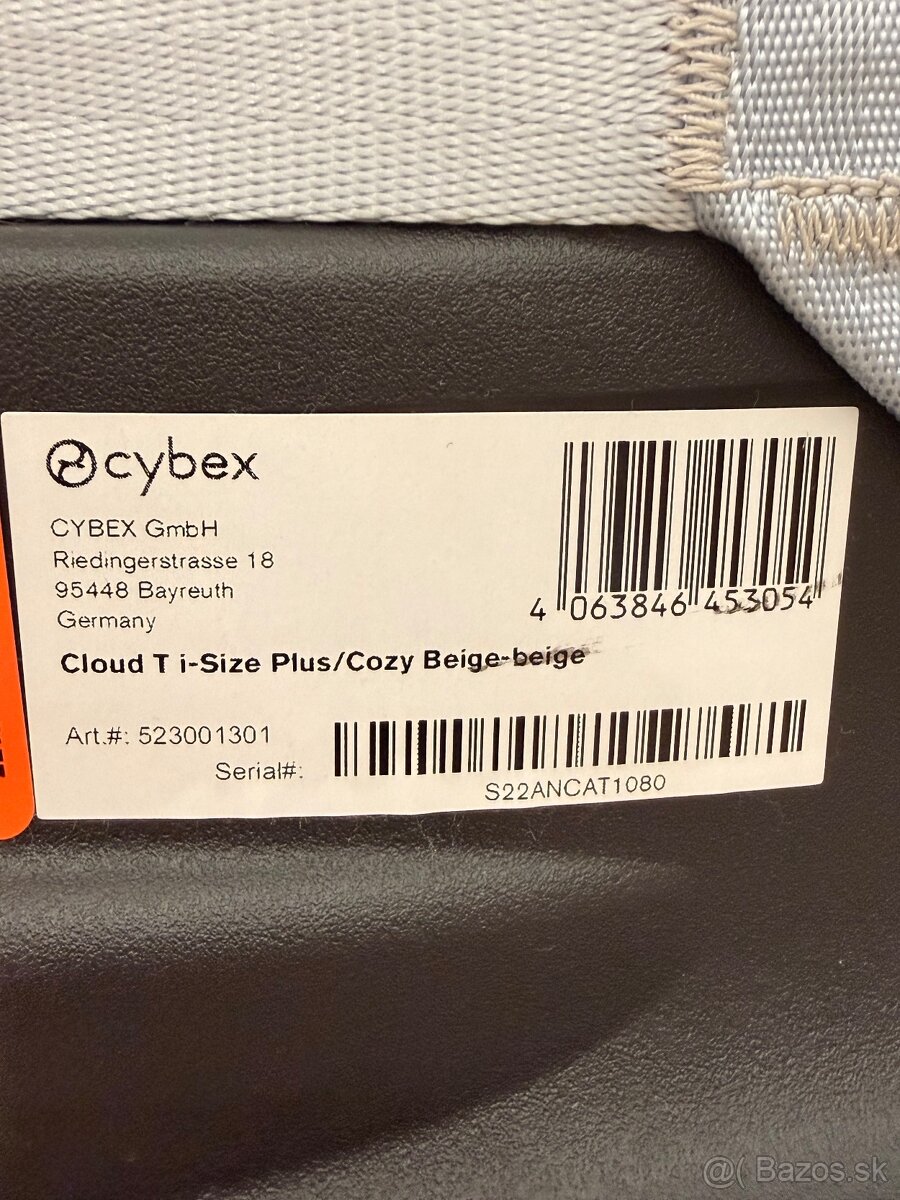 cybex
CYBEX GmbH
Riedingerstrasse 18
95448 Bayreuth
Germany
4 063846 453054
Cloud T i-Size Plus/Cozy Beige-beige
Art.#: 523001301
Serial#:
S22ANCAT1080
@( Bazos.sk